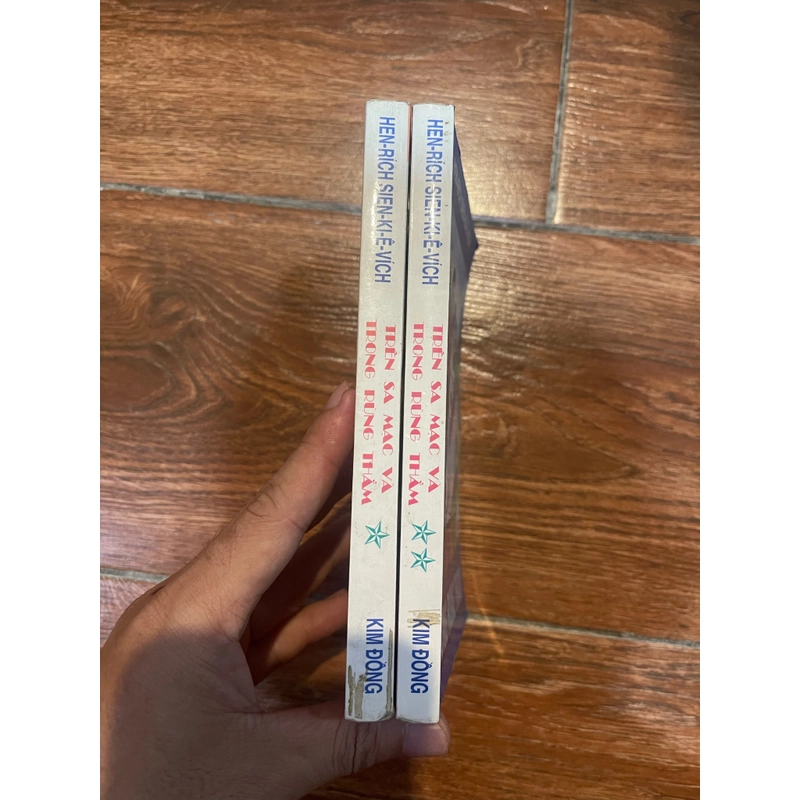 HEN-RÍCH SIEN-KI-Ê-VÍCH
TRÊN SA MẠC VÀ
TRONG RỪNG THẲM
KIM ĐỒNG
HEN-RÍCH SIEN-KI-Ê-VÍCH
TRÊN SA MẠC VÀ
TRONG RỪNG THẲM
KIM ĐỒNG